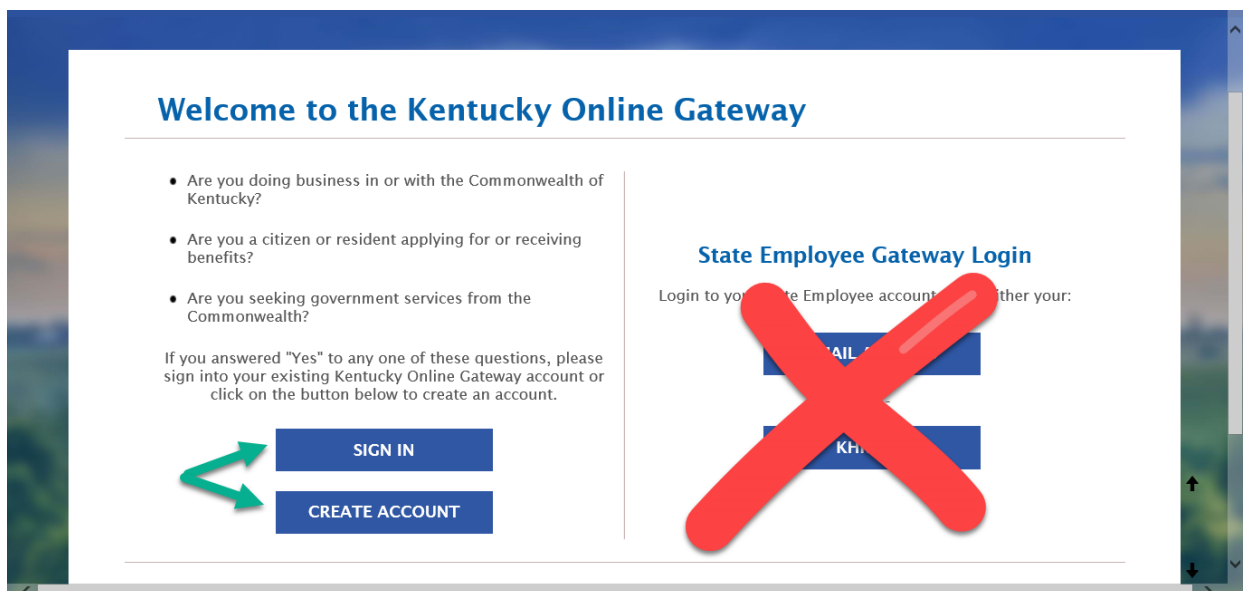 Welcome to the Kentucky Online Gateway
Are you doing business in or with the Commonwealth of
Kentucky?
Are you a citizen or resident applying for or receiving
benefits?
Are you seeking government services from the
Commonwealth?
If you answered "Yes" to any one of these questions, please
sign into your existing Kentucky Online Gateway account or
click on the button below to create an account.
SIGN IN
CREATE ACCOUNT
State Employee Gateway Login
Login to Employee account your: